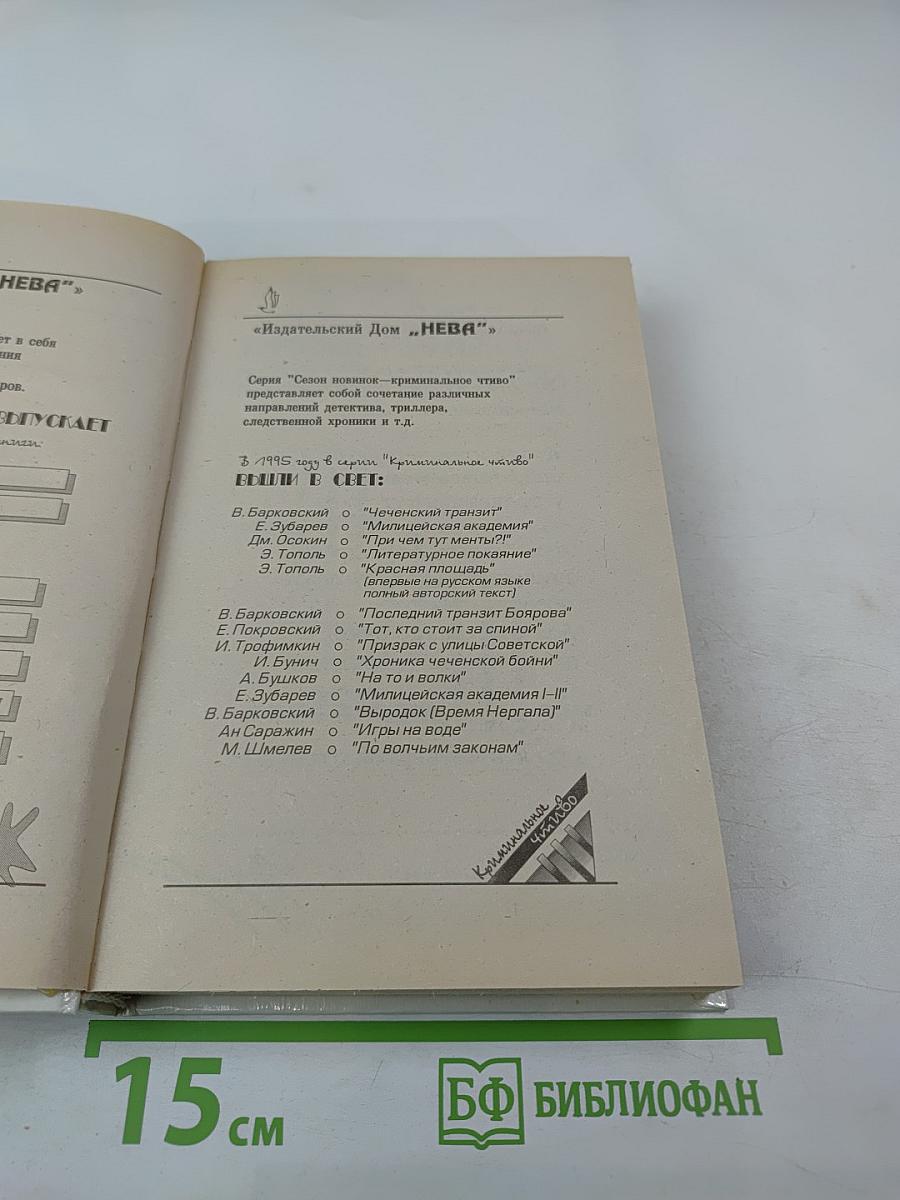 НЕВА"»
ет в себя
ния
ров.
ВЫПУСКАЕТ
«Издательский Дом „НЕВА"»
Серия "Сезон новинок—криминальное чтиво"
представляет собой сочетание различных
направлений детектива, триллера,
следственной хроники и т.д.
В 1995 году в серии "Криминальное чтиво"
ВЫШЛИ В СВЕТ:
В. Барковский о "Чеченский транзит"
Е. Зубарев о "Милицейская академия"
Дм. Осокин о "При чем тут менты?!"
Э. Тополь о "Литературное покаяние"
Э. Тополь о "Красная площадь"
(впервые на русском языке
полный авторский текст)
В. Барковский о "Последний транзит Боярова"
Е. Покровский о "Тот, кто стоит за спиной"
И. Трофимкин о "Призрак с улицы Советской"
И. Бунич о "Хроника чеченской бойни"
А. Бушков о "На то и волки"
Е. Зубарев о "Милицейская академия I–II"
В. Барковский о "Выродок (Время Нергала)"
Ан Саражин о "Игры на воде"
М. Шмелев о "По волчьим законам"
Криминальное
чтиво
15 см
БФ БИБЛИОФАН